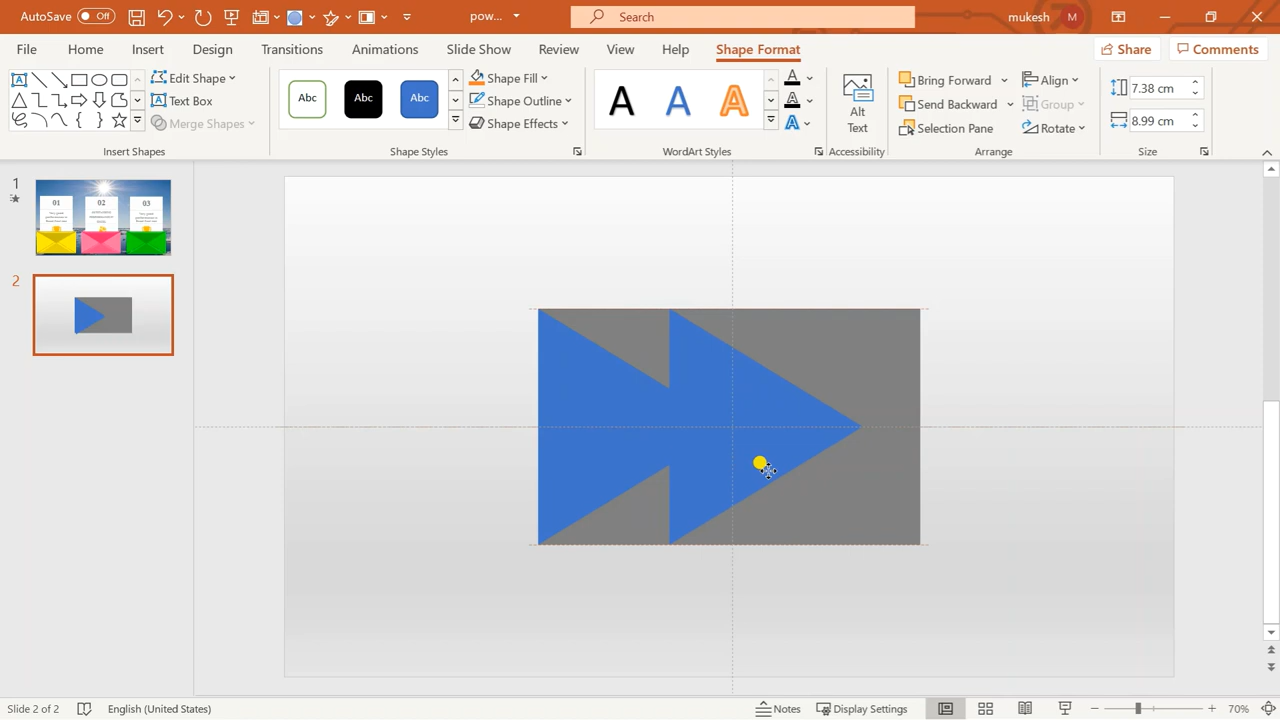 AutoSave Off pow... Search mukesh M
File Home Insert Design Transitions Animations Slide Show Review View Help Shape Format Share Comments
Edit Shape Abc Abc Abc Shape Fill A A A A Bring Forward Align 7.38 cm
Text Box Shape Outline A Alt Text Send Backward Group 8.99 cm
Merge Shapes Shape Effects A Selection Pane Rotate
Insert Shapes Shape Styles WordArt Styles Accessibility Arrange Size
1
01 02 03
2
Slide 2 of 2 English (United States) Notes Display Settings 70%